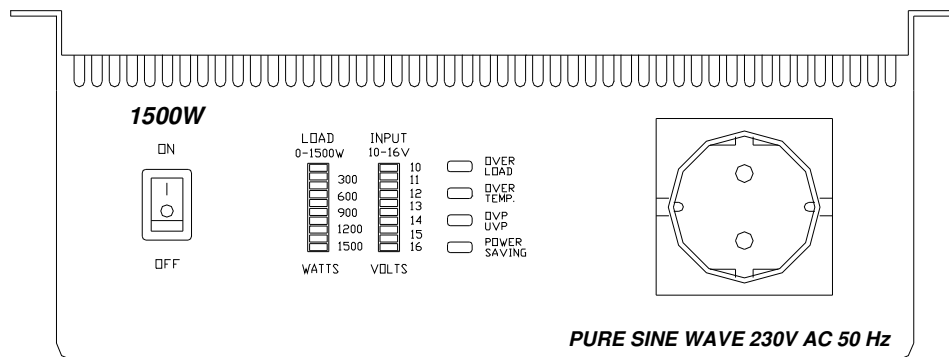 1500W
ON
OFF
LOAD
0-1500W
300
600
900
1200
1500
WATTS
INPUT
10-16V
10
11
12
13
14
15
16
VOLTS
OVER
LOAD
OVER
TEMP.
OVP
UVP
POWER
SAVING
PURE SINE WAVE 230V AC 50 Hz